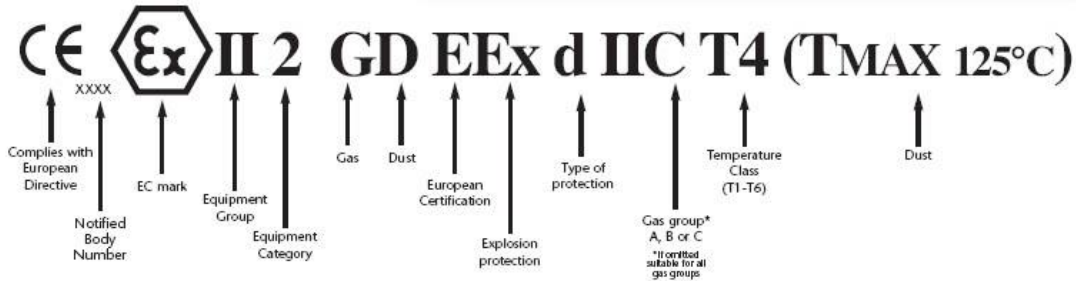 CE Ex II 2 GD EEx d IIC T4 (TMAX 125°C)
XXXX
Complies with
European
Directive
Notified
Body
Number
EC mark
Equipment
Group
Equipment
Category
Gas
Dust
European
Certification
Explosion
protection
Type of
protection
Gas group*
A, B or C
*If omitted
suitable for all
gas groups
Temperature
Class
(T1-T6)
Dust